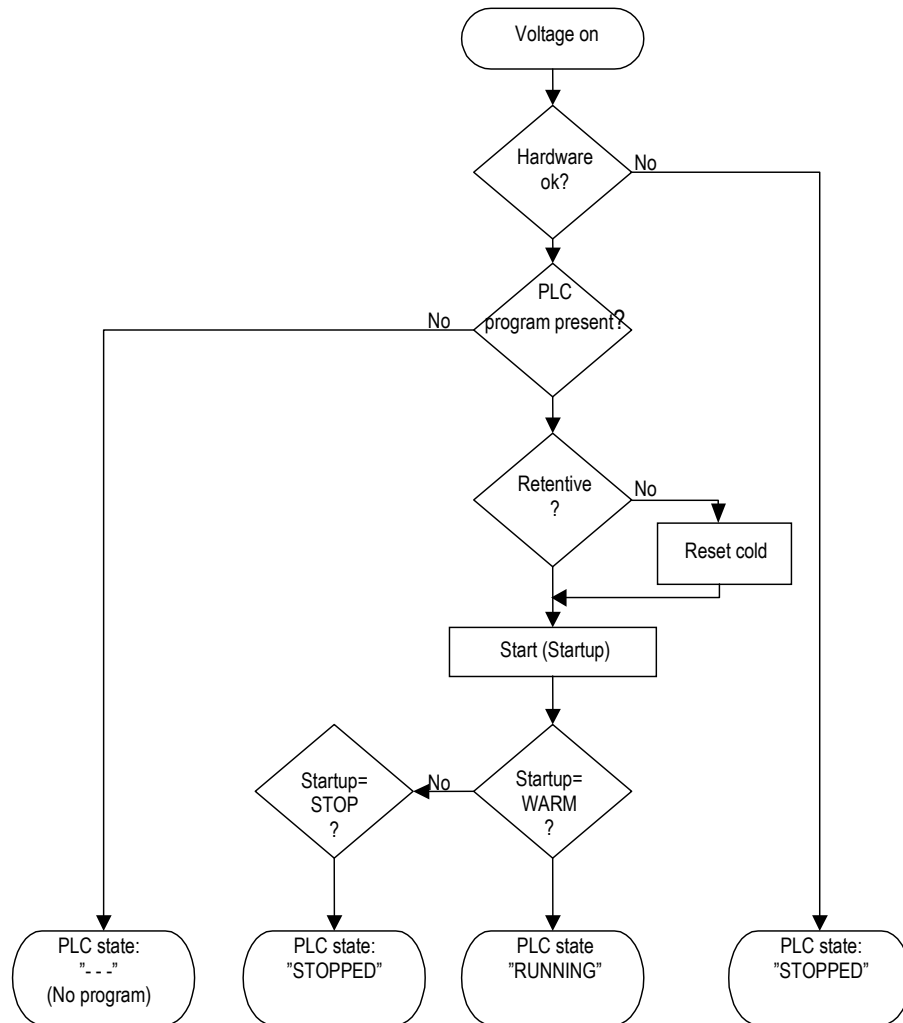 Voltage on
Hardware
ok?
No
PLC
program present?
No
Retentive
?
No
Reset cold
Start (Startup)
Startup=
STOP
?
No
Startup=
WARM
?
PLC state:
"- - -"
(No program)
PLC state:
"STOPPED"
PLC state
"RUNNING"
PLC state:
"STOPPED"